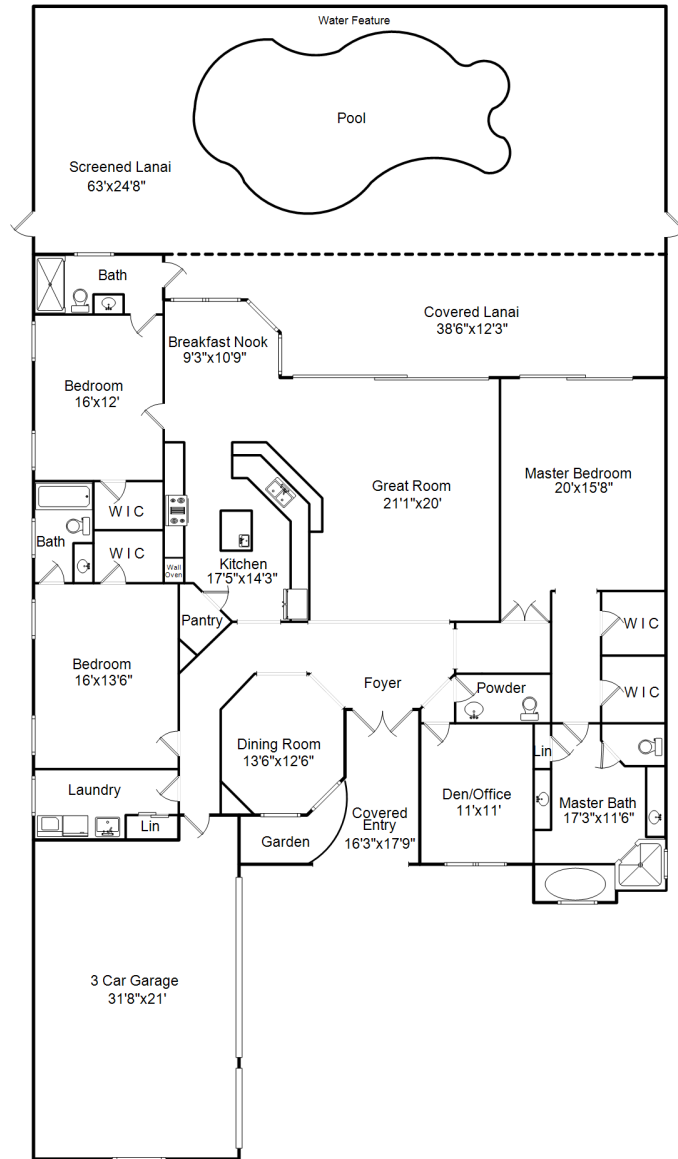 Water Feature
Pool
Screened Lanai
63'x24'8"
Bath
Covered Lanai
38'6"x12'3"
Breakfast Nook
9'3"x10'9"
Bedroom
16'x12'
Master Bedroom
20'x15'8"
Great Room
21'1"x20'
W I C
Bath
W I C
Wall
Oven
Kitchen
17'5"x14'3"
Pantry
W I C
Bedroom
16'x13'6"
Foyer
Powder
W I C
Dining Room
13'6"x12'6"
Lin
Laundry
Lin
Den/Office
11'x11'
Master Bath
17'3"x11'6"
Covered
Entry
16'3"x17'9"
Garden
3 Car Garage
31'8"x21'